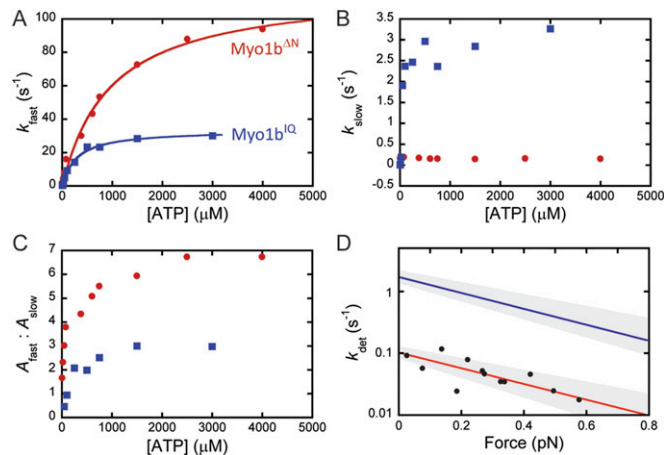 A
k_fast (s⁻¹)
100
80
60
40
20
0
Myo1b^ΔN
Myo1b^IQ
0 1000 2000 3000 4000 5000
[ATP] (μM)
B
k_slow (s⁻¹)
3.5
3
2.5
2
1.5
1
0.5
0
-0.5
0 1000 2000 3000 4000 5000
[ATP] (μM)
C
A_fast : A_slow
7
6
5
4
3
2
1
0
0 1000 2000 3000 4000 5000
[ATP] (μM)
D
k_det (s⁻¹)
1
0.1
0.01
0 0.2 0.4 0.6 0.8
Force (pN)